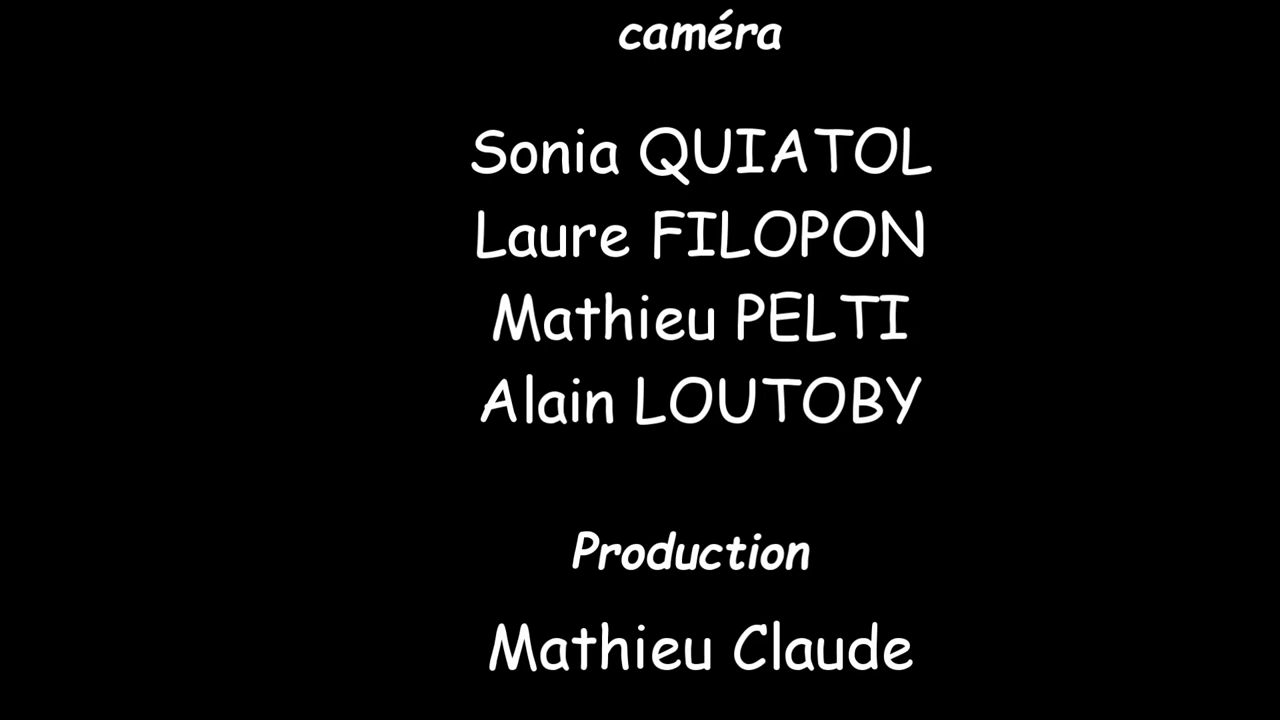 caméra
Sonia QUIATOL
Laure FILOPON
Mathieu PELTI
Alain LOUTOBY
Production
Mathieu Claude